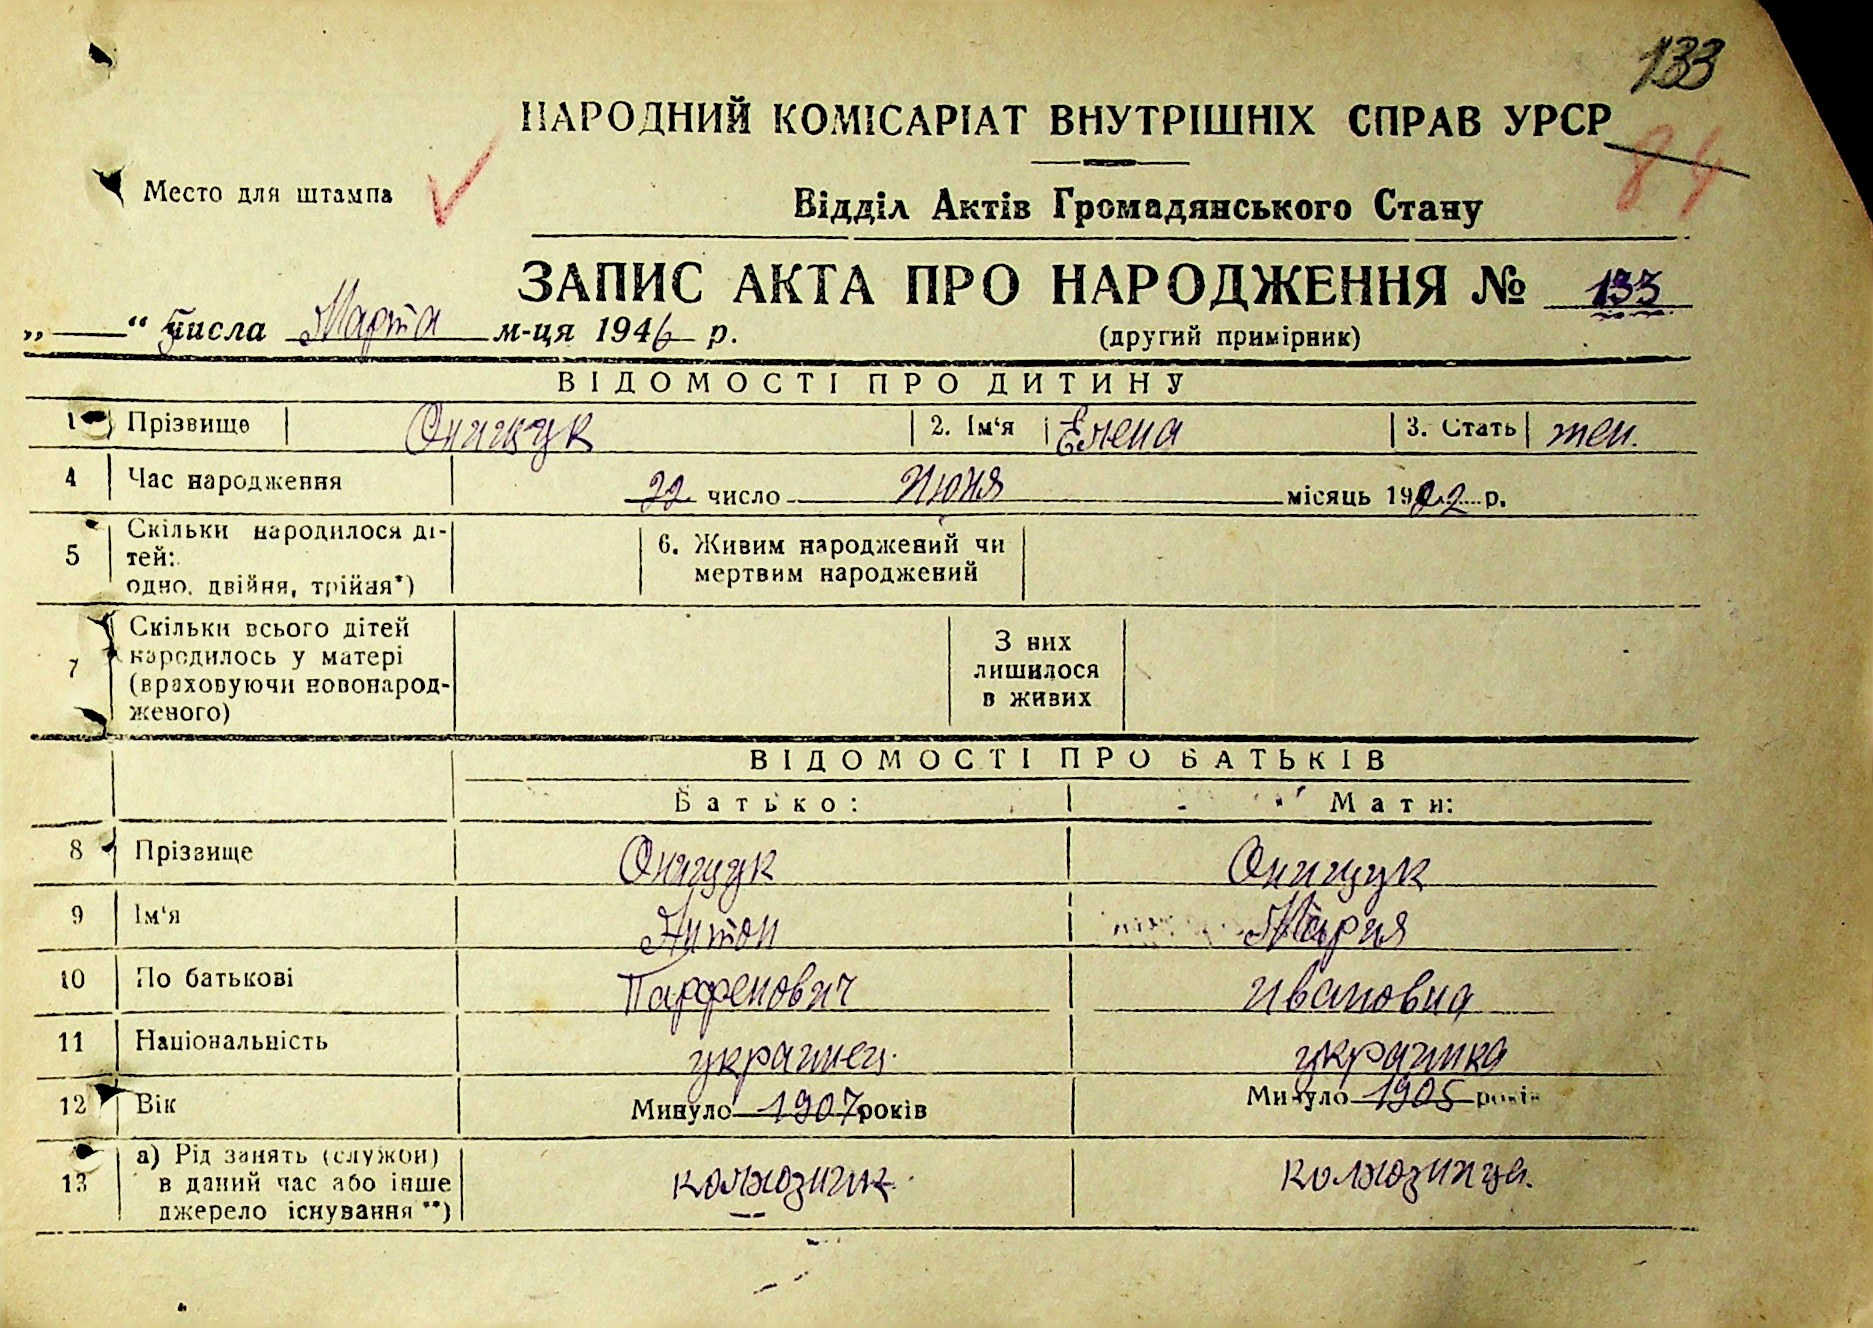 133
НАРОДНИЙ КОМІСАРІАТ ВНУТРІШНІХ СПРАВ УРСР
84
Место для штампа
Відділ Актів Громадянського Стану
ЗАПИС АКТА ПРО НАРОДЖЕННЯ № 133
„ “ числа Марта м-ця 1946 р.
(другий примірник)
ВІДОМОСТІ ПРО ДИТИНУ
1 Прізвище Онищук 2. Ім‘я Елена 3. Стать жен.
4 Час народження 22 число Июня місяць 19 р.
5 Скільки народилося ді-
тей:
одно, двійня, трійня*)
6. Живим народжений чи
мертвим народжений
7 Скільки всього дітей
народилось у матері
(враховуючи новонарод-
женого)
З них
лишилося
в живих
ВІДОМОСТІ ПРО БАТЬКІВ
Батько: Мати:
8 Прізвище Онищук Онищук
9 Ім‘я Антон Мария
10 По батькові Парфенович Ивановна
11 Національність украинец украинка
12 Вік Минуло 1907 років Минуло 1905 років
13 а) Рід занять (служби)
в даний час або інше
джерело існування **)
колхозник колхозница.